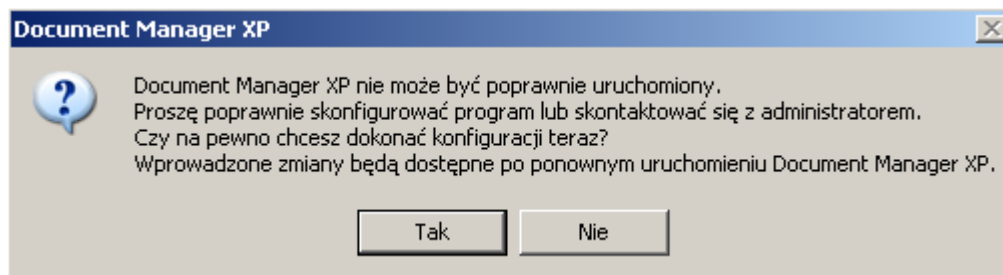 Document Manager XP
Document Manager XP nie może być poprawnie uruchomiony.
Proszę poprawnie skonfigurować program lub skontaktować się z administratorem.
Czy na pewno chcesz dokonać konfiguracji teraz?
Wprowadzone zmiany będą dostępne po ponownym uruchomieniu Document Manager XP.
Tak Nie